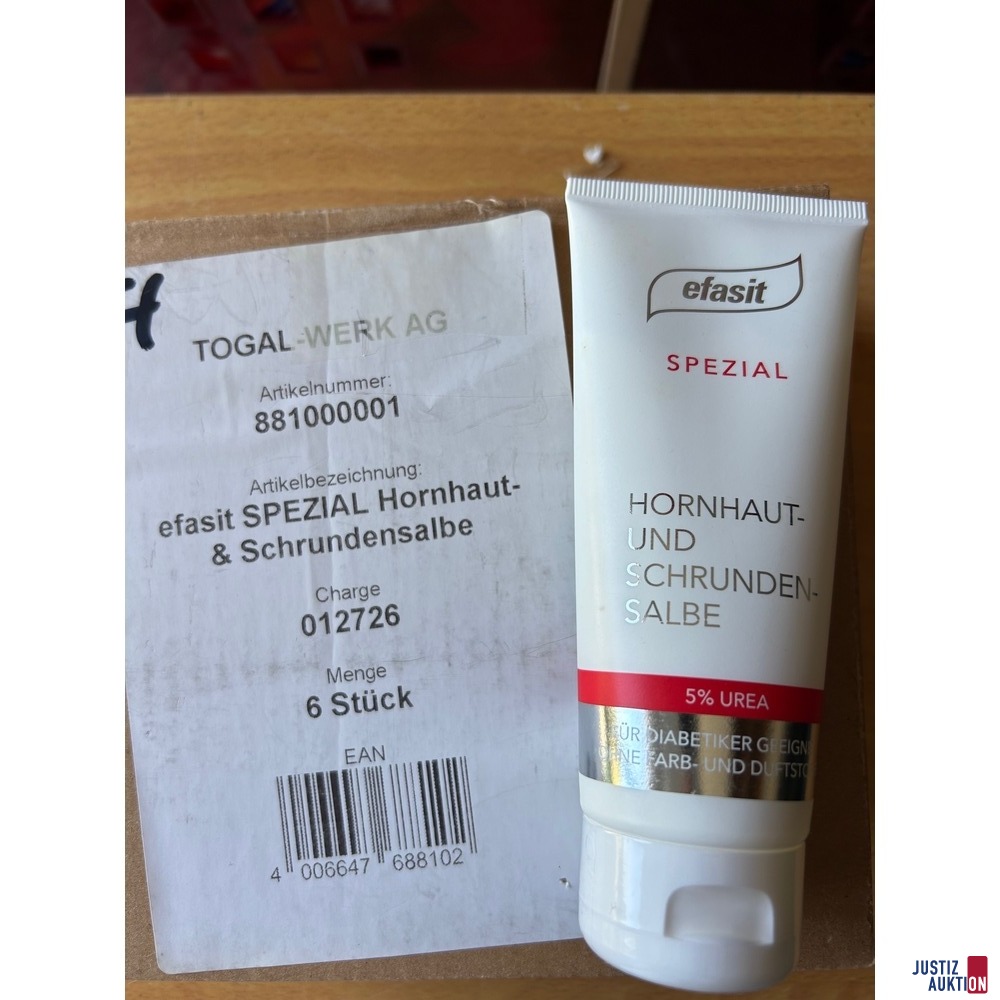 TOGAL-WERK AG
Artikelnummer:
881000001
Artikelbezeichnung:
efasit SPEZIAL Hornhaut-
& Schrundensalbe
Charge
012726
Menge
6 Stück
EAN
4 006647 688102
efasit
SPEZIAL
HORNHAUT-
UND
SCHRUNDEN-
SALBE
5% UREA
FÜR DIABETIKER
FARB- UND
JUSTIZ
AUKTION